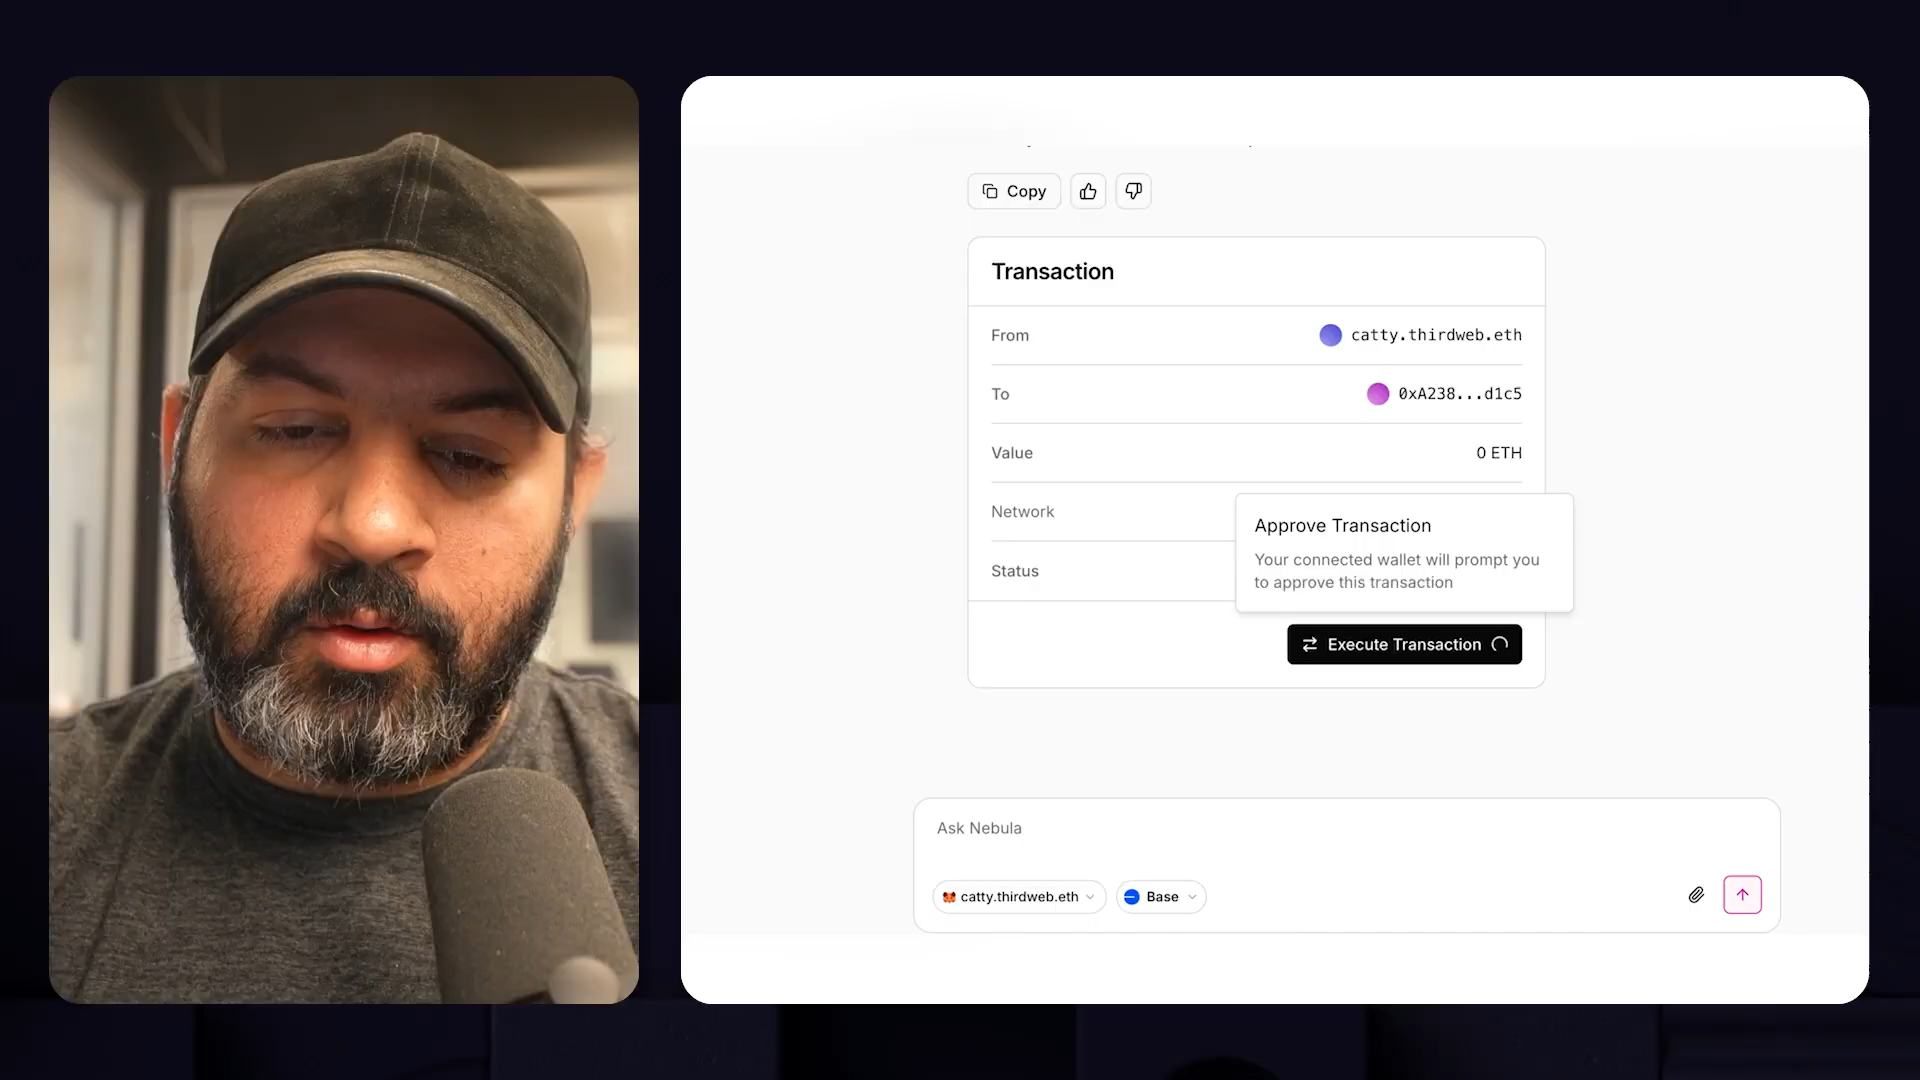 Copy
Transaction
From catty.thirdweb.eth
To 0xA238...d1c5
Value 0 ETH
Network
Status
Approve Transaction
Your connected wallet will prompt you
to approve this transaction
Execute Transaction
Ask Nebula
catty.thirdweb.eth Base